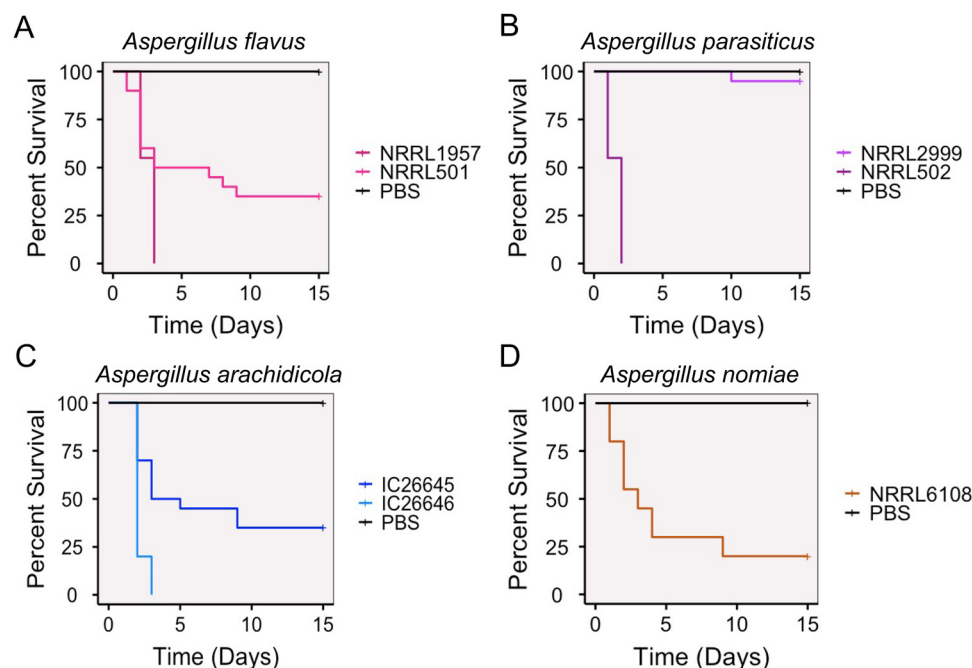 A
Aspergillus flavus
Percent Survival
100
75
50
25
0
0 5 10 15
Time (Days)
NRRL1957
NRRL501
PBS
B
Aspergillus parasiticus
Percent Survival
100
75
50
25
0
0 5 10 15
Time (Days)
NRRL2999
NRRL502
PBS
C
Aspergillus arachidicola
Percent Survival
100
75
50
25
0
0 5 10 15
Time (Days)
IC26645
IC26646
PBS
D
Aspergillus nomiae
Percent Survival
100
75
50
25
0
0 5 10 15
Time (Days)
NRRL6108
PBS